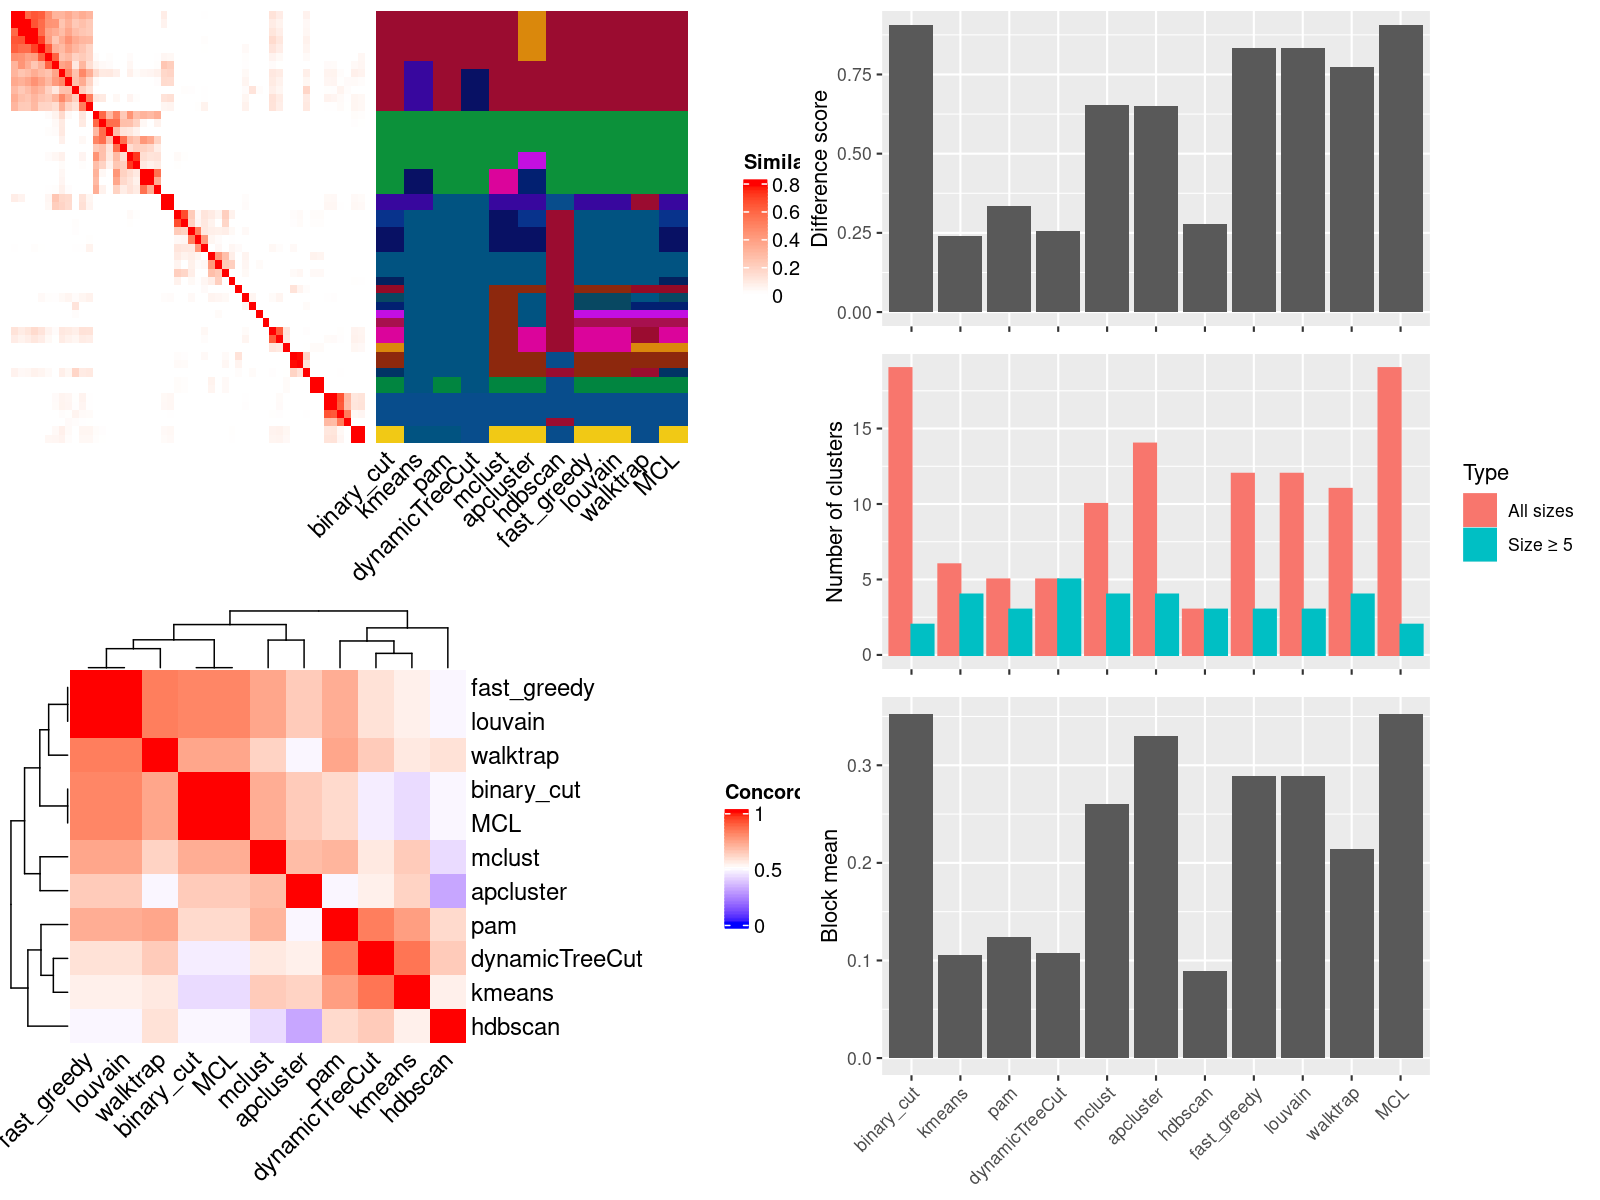 Simila
0.8
0.6
0.4
0.2
0
binary_cut
kmeans
pam
dynamicTreeCut
mclust
apcluster
hdbscan
fast_greedy
louvain
walktrap
MCL
Difference score
0.75
0.50
0.25
0.00
Number of clusters
15
10
5
0
Type
All sizes
Size ≥ 5
fast_greedy
louvain
walktrap
binary_cut
MCL
mclust
apcluster
pam
dynamicTreeCut
kmeans
hdbscan
fast_greedy
louvain
walktrap
binary_cut
MCL
mclust
apcluster
pam
dynamicTreeCut
kmeans
hdbscan
Concord
1
0.5
0
Block mean
0.3
0.2
0.1
0.0
binary_cut
kmeans
pam
dynamicTreeCut
mclust
apcluster
hdbscan
fast_greedy
louvain
walktrap
MCL